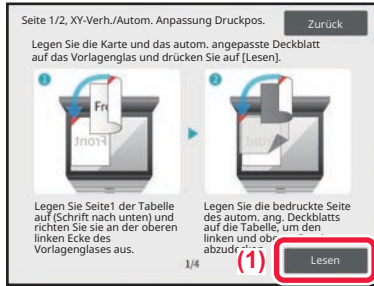 Seite 1/2, XY-Verh./Autom. Anpassung Druckpos.
Zurück
Legen Sie die Karte und das autom. angepasste Deckblatt
auf das Vorlagenglas und drücken Sie auf [Lesen].
1
2
Fr
Front
Front
Legen Sie Seite1 der Tabelle
auf (Schrift nach unten) und
richten Sie sie an der oberen
linken Ecke des
Vorlagenglases aus.
Legen Sie die bedruckte Seite
des autom. ang. Deckblatts
auf die Tabelle, um den
linken und
abzudecken
1/4
(1)
Lesen